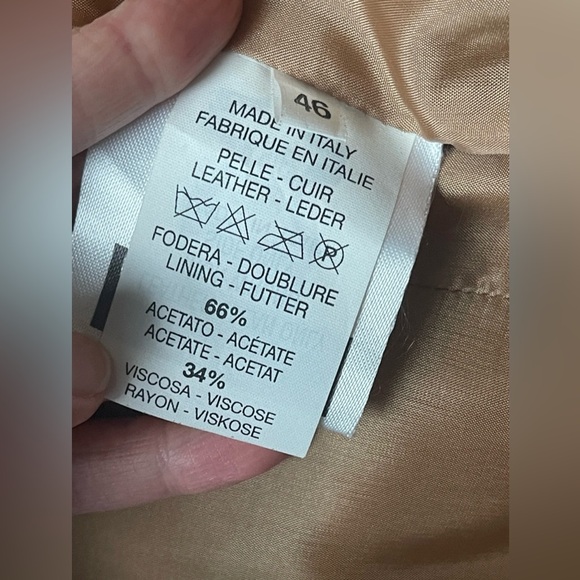 46
MADE IN ITALY
FABRIQUE EN ITALIE
PELLE - CUIR
LEATHER - LEDER
P
FODERA - DOUBLURE
LINING - FUTTER
66%
ACETATO - ACÉTATE
ACETATE - ACETAT
34%
VISCOSA - VISCOSE
RAYON - VISKOSE